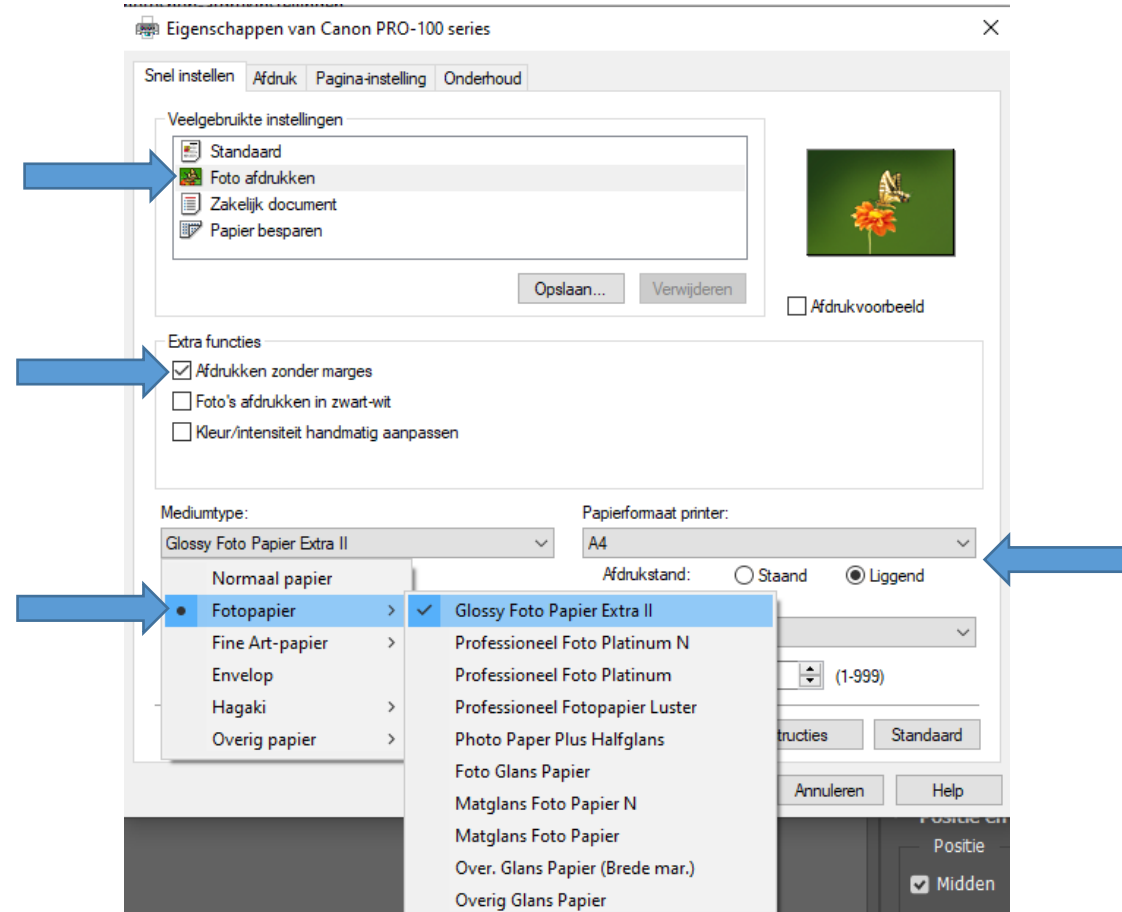 Eigenschappen van Canon PRO-100 series
Snel instellen Afdruk Pagina-instelling Onderhoud
Veelgebruikte instellingen
Standaard
Foto afdrukken
Zakelijk document
Papier besparen
Opslaan... Verwijderen
Afdrukvoorbeeld
Extra functies
Afdrukken zonder marges
Foto's afdrukken in zwart-wit
Kleur/intensiteit handmatig aanpassen
Mediumtype: Papierformaat printer:
Glossy Foto Papier Extra II A4
Afdrukstand: Staand Liggend
Normaal papier
Fotopapier
Fine Art-papier
Envelop
Hagaki
Overig papier
Glossy Foto Papier Extra II
Professioneel Foto Platinum N
Professioneel Foto Platinum
Professioneel Fotopapier Luster
Photo Paper Plus Halfglans
Foto Glans Papier
Matglans Foto Papier N
Matglans Foto Papier
Over. Glans Papier (Brede mar.)
Overig Glans Papier
(1-999)
tructies Standaard
Annuleren Help
Positie
Midden